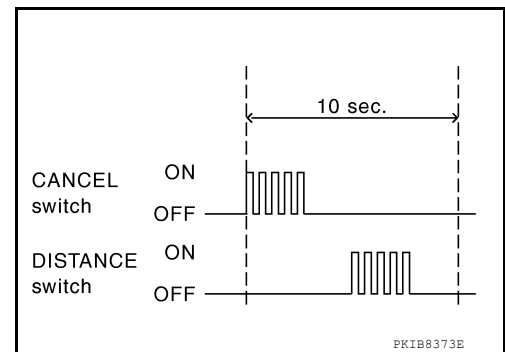 10 sec.
CANCEL
switch
ON
OFF
DISTANCE
switch
ON
OFF
PKIB8373E